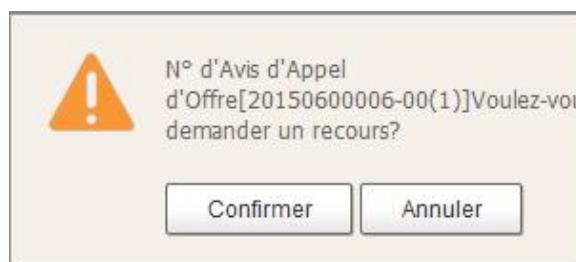 N° d'Avis d'Appel
d'Offre[20150600006-00(1)]Voulez-vou
demander un recours?
Confirmer
Annuler